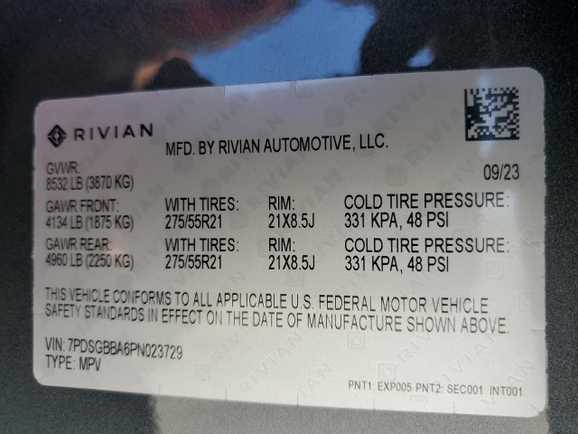 RIVIAN
MFD. BY RIVIAN AUTOMOTIVE, LLC.
GVWR:
8532 LB (3870 KG)
09/23
GAWR FRONT: WITH TIRES: RIM: COLD TIRE PRESSURE:
4134 LB (1875 KG) 275/55R21 21X8.5J 331 KPA, 48 PSI
GAWR REAR: WITH TIRES: RIM: COLD TIRE PRESSURE:
4960 LB (2250 KG) 275/55R21 21X8.5J 331 KPA, 48 PSI
THIS VEHICLE CONFORMS TO ALL APPLICABLE U.S. FEDERAL MOTOR VEHICLE
SAFETY STANDARDS IN EFFECT ON THE DATE OF MANUFACTURE SHOWN ABOVE.
VIN: 7PDSGBBA6PN023729
TYPE: MPV
PNT1: EXP005 PNT2: SEC001 INT001